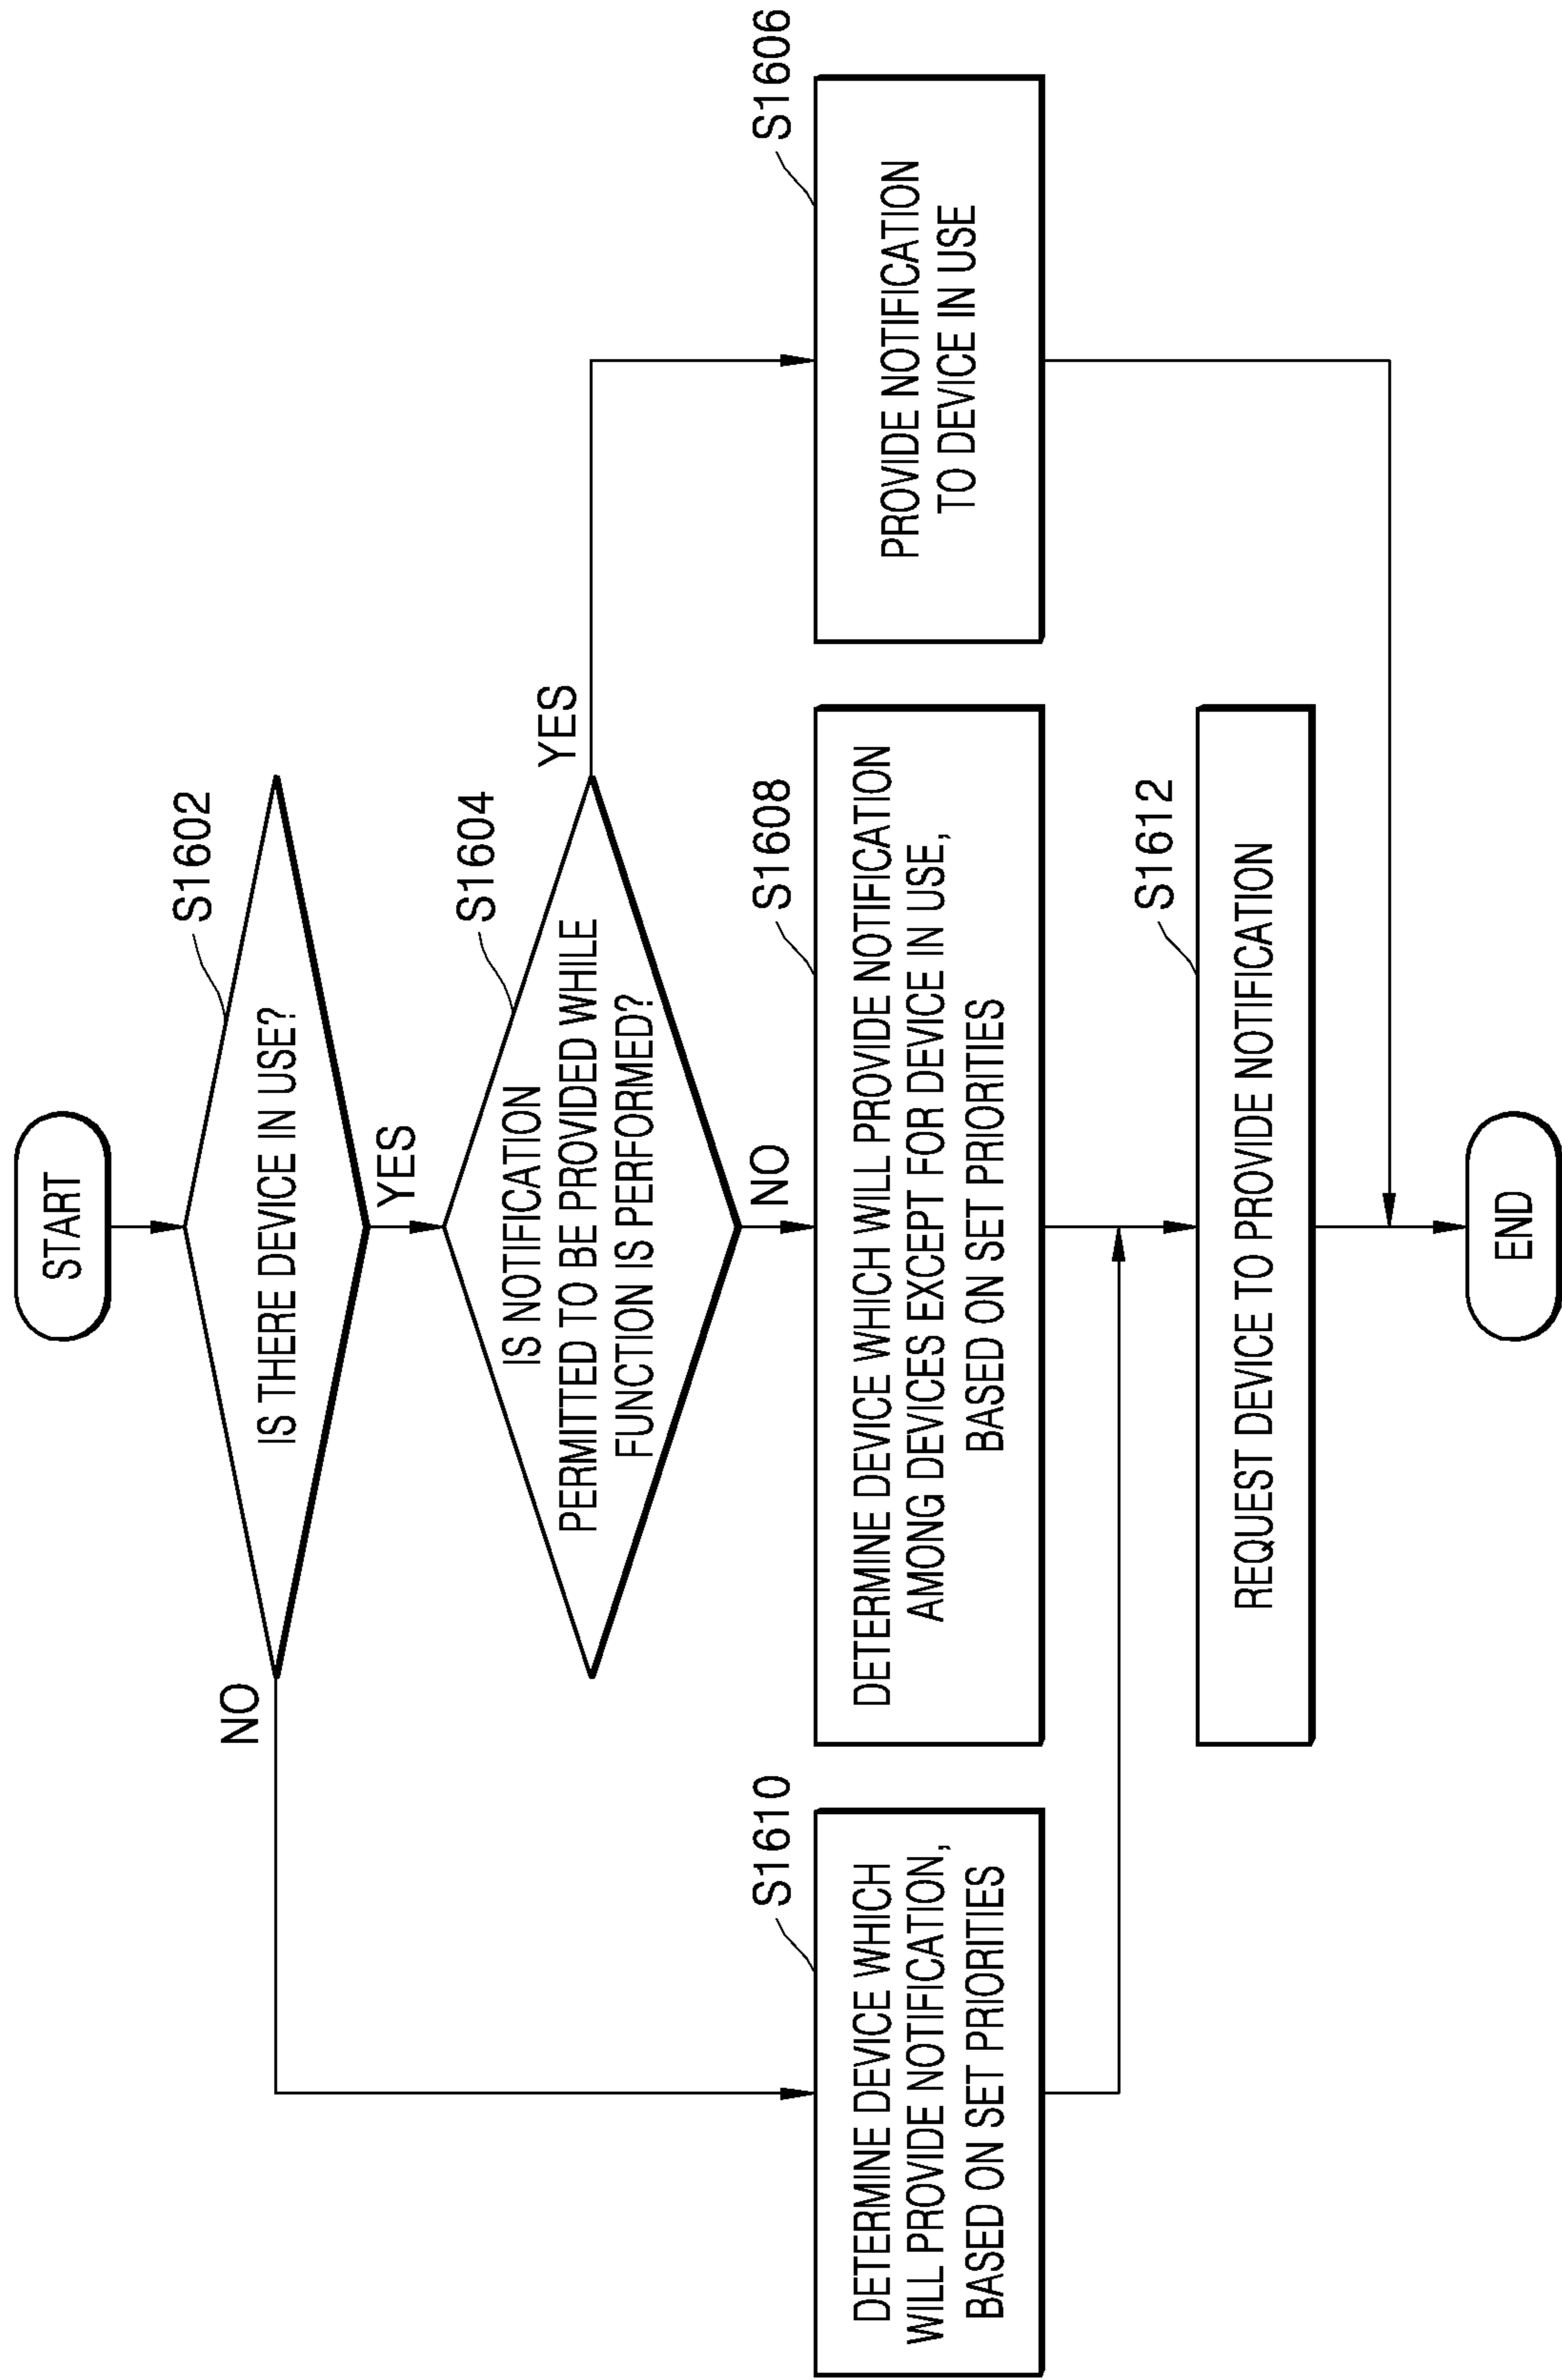 START
S1602
IS THERE DEVICE IN USE?
NO
YES
S1604
IS NOTIFICATION
PERMITTED TO BE PROVIDED WHILE
FUNCTION IS PERFORMED?
YES
NO
S1610
DETERMINE DEVICE WHICH
WILL PROVIDE NOTIFICATION,
BASED ON SET PRIORITIES
S1608
DETERMINE DEVICE WHICH WILL PROVIDE NOTIFICATION
AMONG DEVICES EXCEPT FOR DEVICE IN USE,
BASED ON SET PRIORITIES
S1606
PROVIDE NOTIFICATION
TO DEVICE IN USE
S1612
REQUEST DEVICE TO PROVIDE NOTIFICATION
END